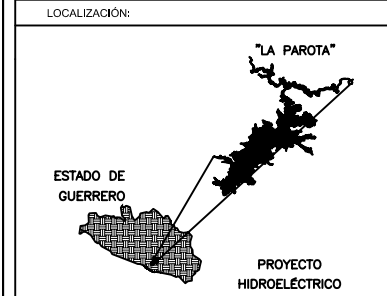 LOCALIZACIÓN:
"LA PAROTA"
ESTADO DE
GUERRERO
PROYECTO
HIDROELÉCTRICO